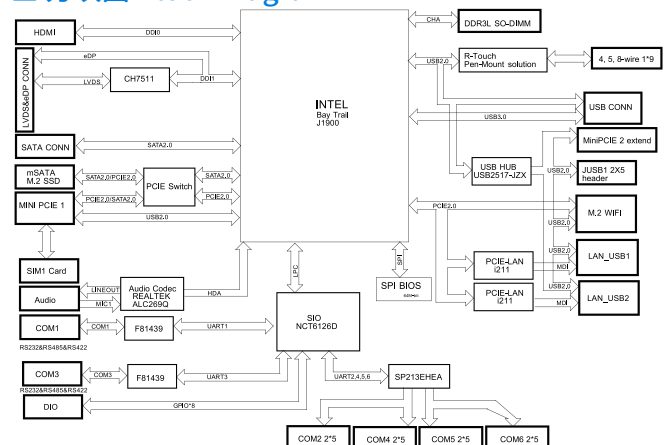 HDMI
DDI0
CHA
DDR3L SO-DIMM
eDP
LVDS&eDP CONN
LVDS
CH7511
DDI1
USB2.0
R-Touch
Pen-Mount solution
4, 5, 8-wire 1*9
INTEL
Bay Trail
J1900
USB CONN
USB3.0
MiniPCIE 2 extend
SATA CONN
SATA2.0
USB HUB
USB2517-JZX
USB2.0
JUSB1 2X5
header
mSATA
M.2 SSD
SATA2.0/PCIE2.0
PCIE Switch
SATA2.0
MINI PCIE 1
PCIE2.0/SATA2.0
PCIE2.0
USB2.0
PCIE2.0
M.2 WIFI
USB2.0
SIM1 Card
LPC
SPI
PCIE-LAN
i211
USB2.0
MDI
LAN_USB1
Audio
LINEOUT
MIC1
Audio Codec
REALTEK
ALC269Q
HDA
SPI BIOS
PCIE-LAN
i211
USB2.0
MDI
LAN_USB2
COM1
COM1
F81439
UART1
SIO
NCT6126D
RS232&RS485&RS422
COM3
COM3
F81439
UART3
UART2,4,5,6
SP213EHEA
RS232&RS485&RS422
DIO
GPIO*8
COM2 2*5
COM4 2*5
COM5 2*5
COM6 2*5